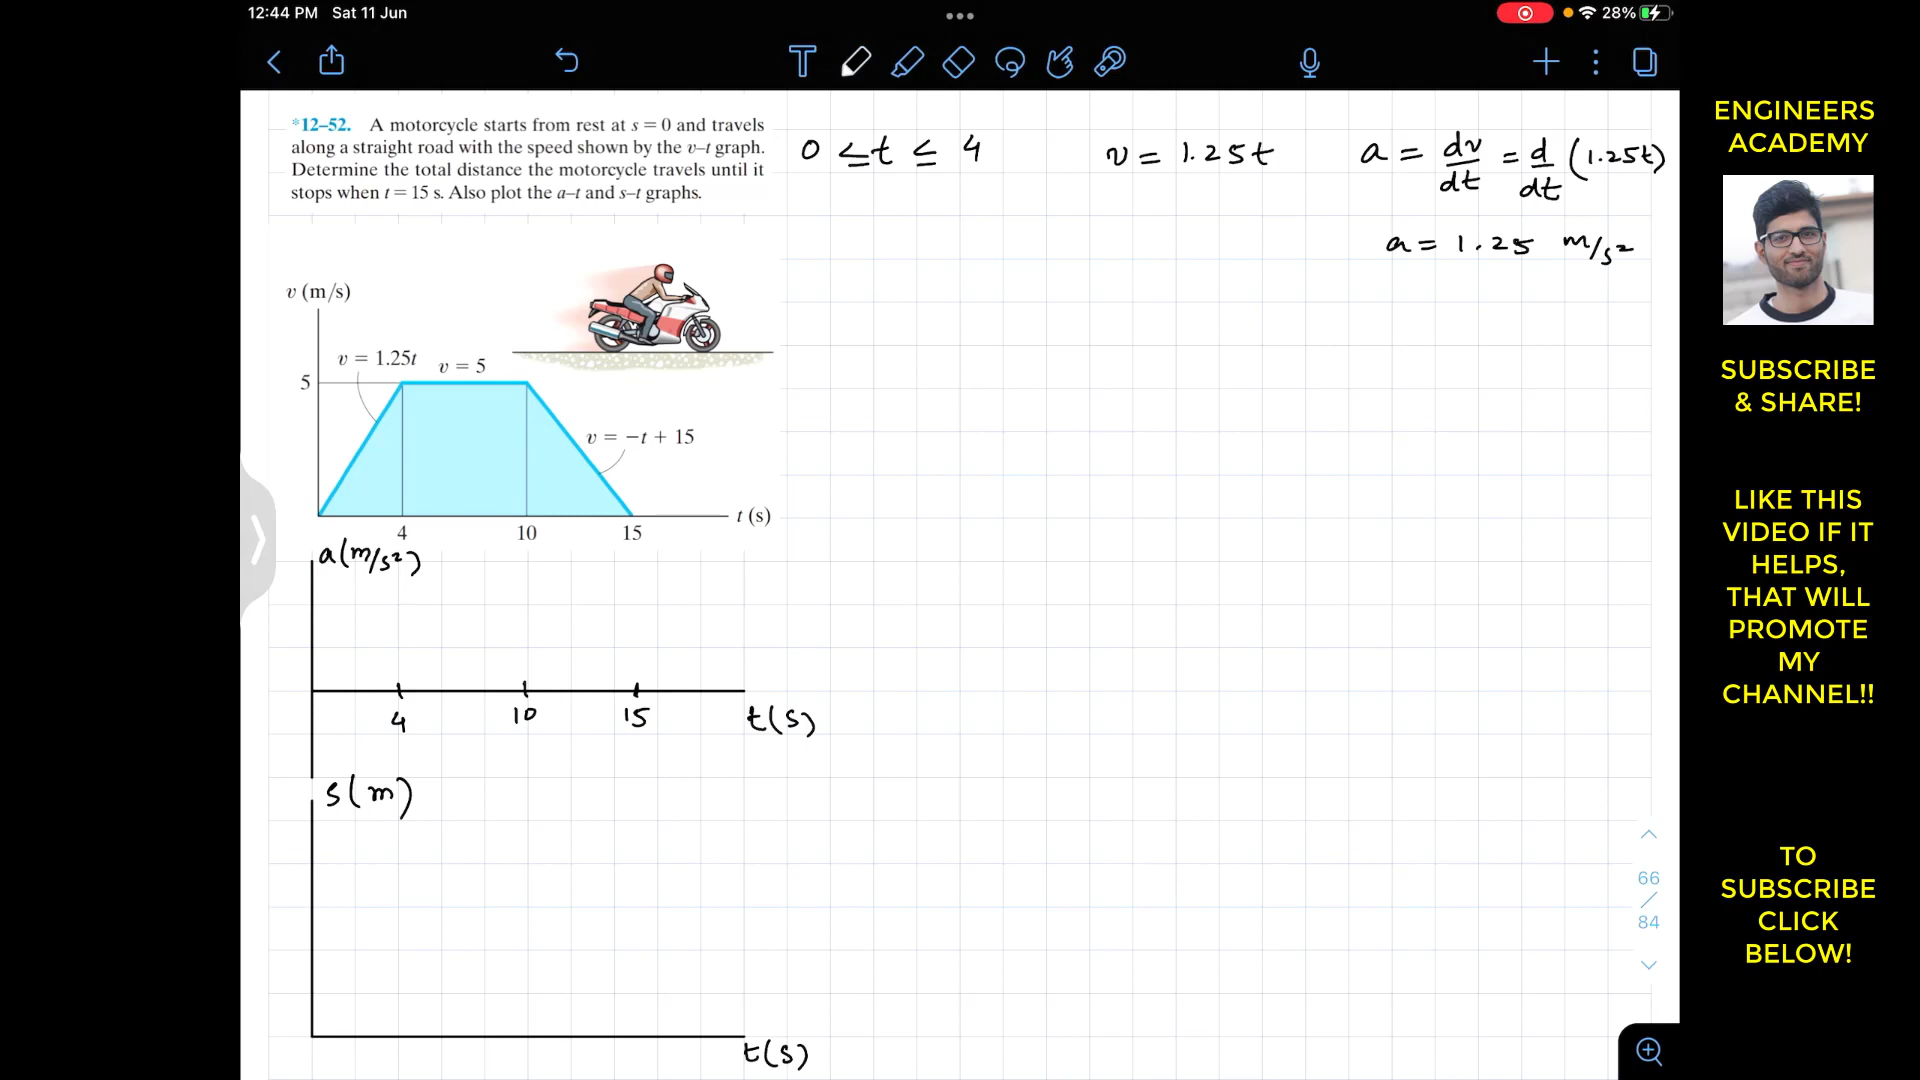 12:44 PM Sat 11 Jun
28%
*12–52. A motorcycle starts from rest at s = 0 and travels
along a straight road with the speed shown by the v–t graph.
Determine the total distance the motorcycle travels until it
stops when t = 15 s. Also plot the a–t and s–t graphs.
0 ≤ t ≤ 4
v = 1.25t
a = dv/dt = d/dt (1.25t)
a = 1.25 m/s²
v (m/s)
v = 1.25t
v = 5
5
v = −t + 15
t (s)
4
10
15
a(m/s²)
4
10
15
t(s)
s(m)
t(s)
66
/
84
ENGINEERS
ACADEMY
SUBSCRIBE
& SHARE!
LIKE THIS
VIDEO IF IT
HELPS,
THAT WILL
PROMOTE
MY
CHANNEL!!
TO
SUBSCRIBE
CLICK
BELOW!